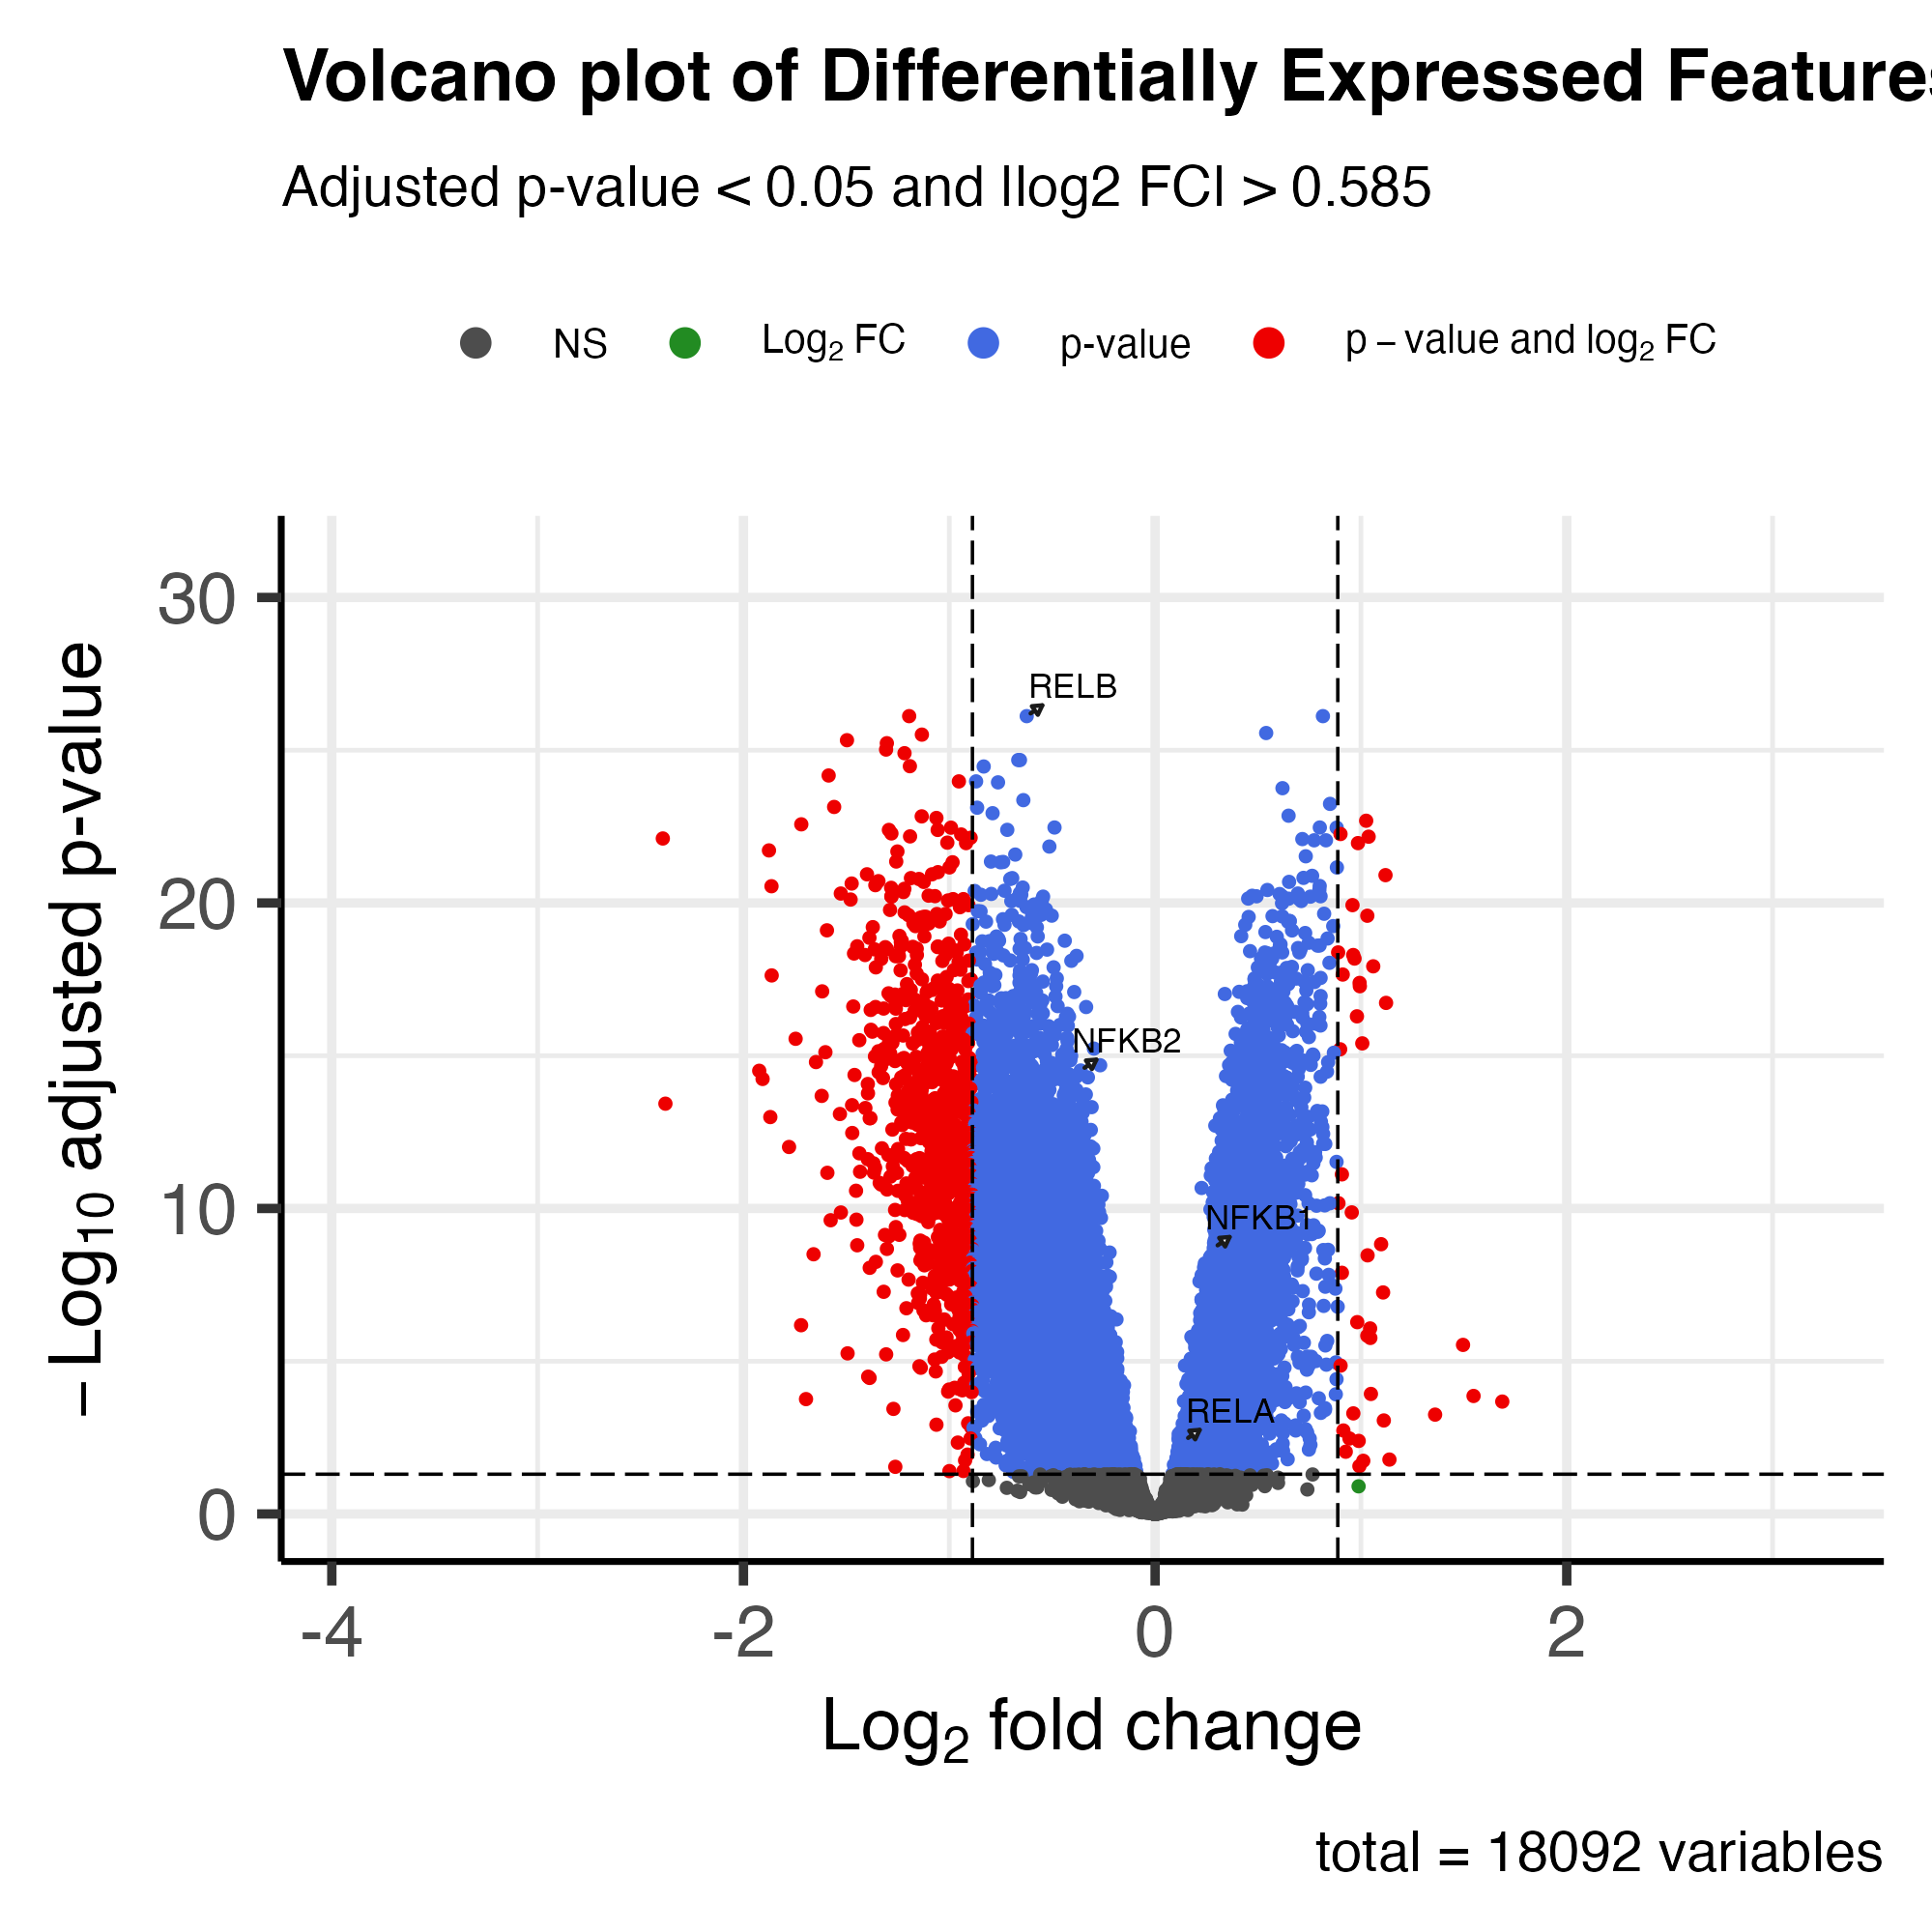 Volcano plot of Differentially Expressed Features
Adjusted p-value < 0.05 and |log2 FC| > 0.585
NS Log₂ FC p-value p – value and log₂ FC
30
20
10
0
– Log₁₀ adjusted p-value
RELB
NFKB2
NFKB1
RELA
-4 -2 0 2
Log₂ fold change
total = 18092 variables